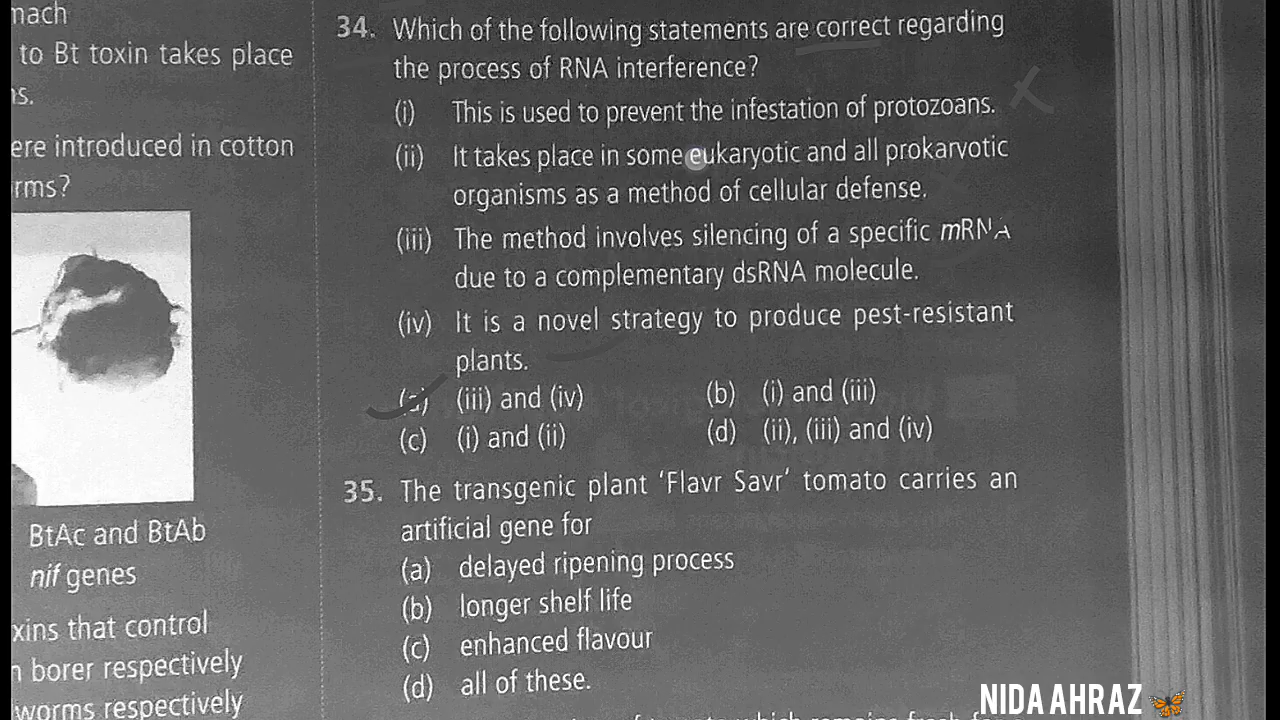 mach
to Bt toxin takes place
ns.
ere introduced in cotton
rms?
BtAc and BtAb
nif genes
xins that control
n borer respectively
worms respectively
34. Which of the following statements are correct regarding
the process of RNA interference?
(i) This is used to prevent the infestation of protozoans.
(ii) It takes place in some eukaryotic and all prokaryotic
organisms as a method of cellular defense.
(iii) The method involves silencing of a specific mRNA
due to a complementary dsRNA molecule.
(iv) It is a novel strategy to produce pest-resistant
plants.
(a) (iii) and (iv) (b) (i) and (iii)
(c) (i) and (ii) (d) (ii), (iii) and (iv)
35. The transgenic plant 'Flavr Savr' tomato carries an
artificial gene for
(a) delayed ripening process
(b) longer shelf life
(c) enhanced flavour
(d) all of these.
NIDA AHRAZ